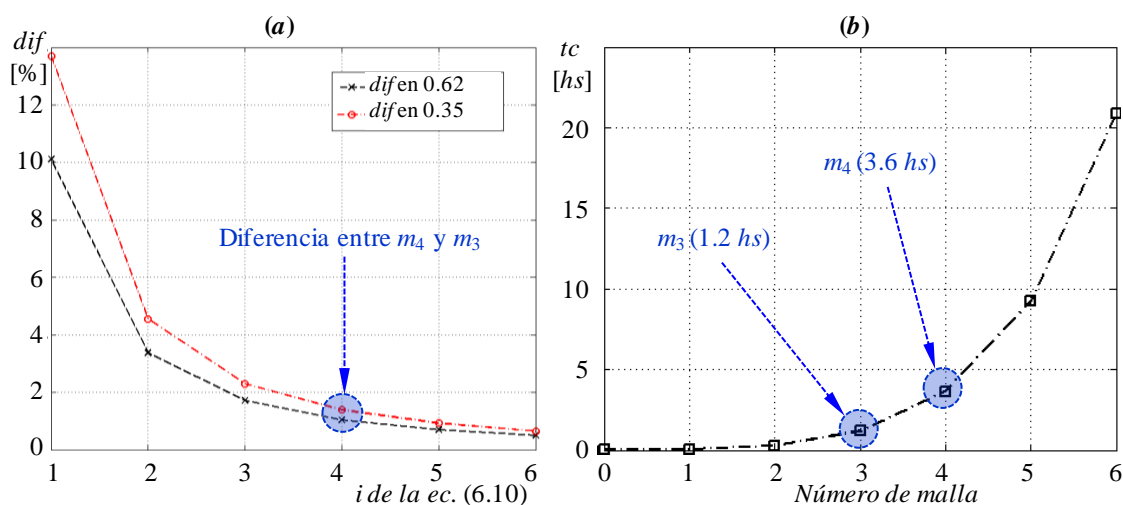 (a)
dif
[%]
12
10
8
6
4
2
0
1
2
3
4
5
6
dif en 0.62
dif en 0.35
Diferencia entre m4 y m3
i de la ec. (6.10)
(b)
tc
[hs]
20
15
10
5
0
0
1
2
3
4
5
6
m4 (3.6 hs)
m3 (1.2 hs)
Número de malla